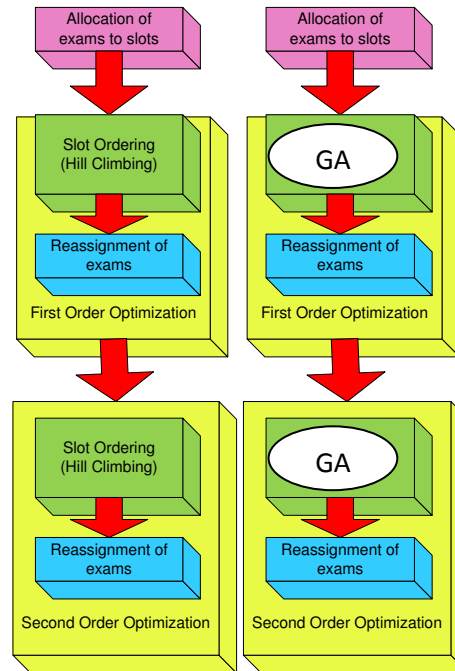 Allocation of
exams to slots
Slot Ordering
(Hill Climbing)
Reassignment of
exams
First Order Optimization
Slot Ordering
(Hill Climbing)
Reassignment of
exams
Second Order Optimization
Allocation of
exams to slots
GA
Reassignment of
exams
First Order Optimization
GA
Reassignment of
exams
Second Order Optimization